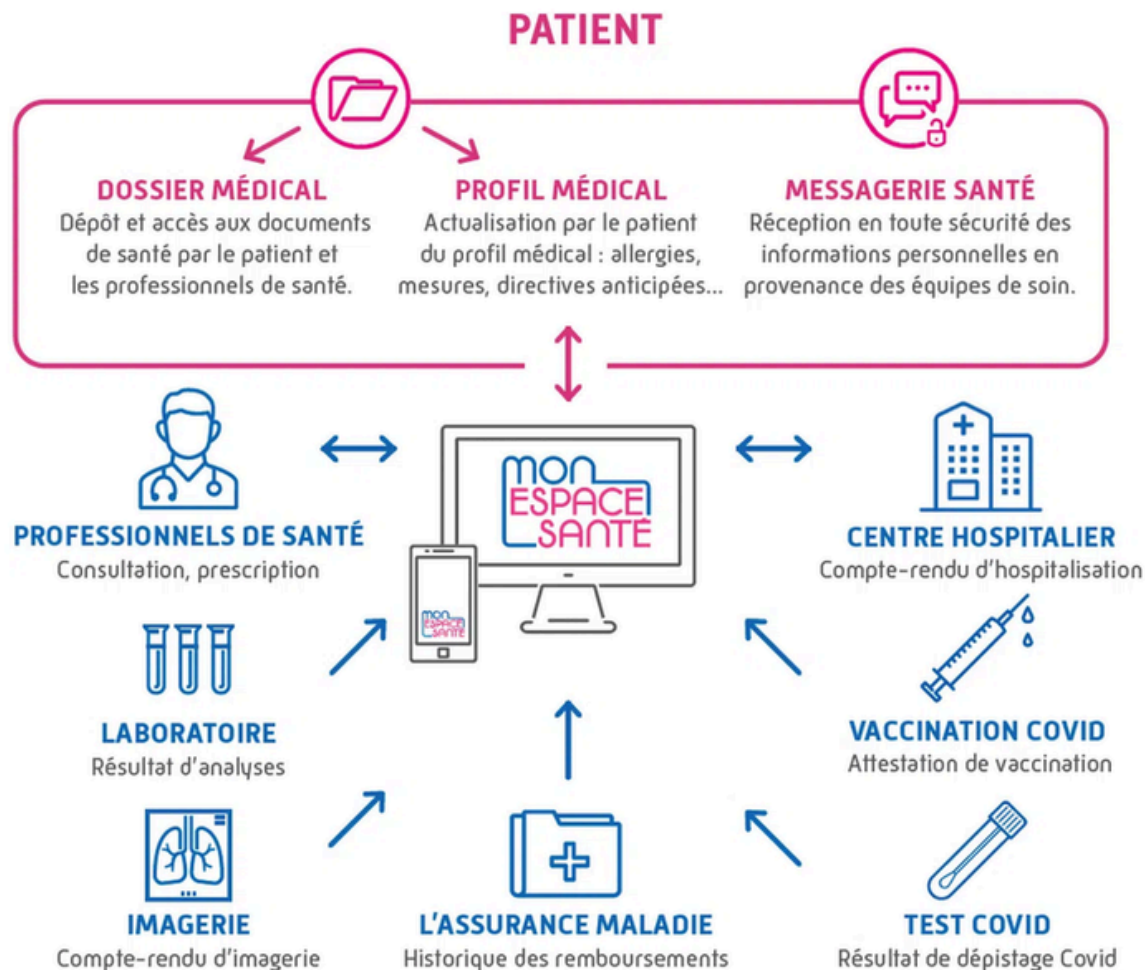 PATIENT
DOSSIER MÉDICAL
Dépôt et accès aux documents
de santé par le patient et
les professionnels de santé.
PROFIL MÉDICAL
Actualisation par le patient
du profil médical : allergies,
mesures, directives anticipées...
MESSAGERIE SANTÉ
Réception en toute sécurité des
informations personnelles en
provenance des équipes de soin.
mon
ESPACE
SANTÉ
mon
ESPACE
SANTÉ
PROFESSIONNELS DE SANTÉ
Consultation, prescription
CENTRE HOSPITALIER
Compte-rendu d'hospitalisation
LABORATOIRE
Résultat d'analyses
VACCINATION COVID
Attestation de vaccination
IMAGERIE
Compte-rendu d'imagerie
L'ASSURANCE MALADIE
Historique des remboursements
TEST COVID
Résultat de dépistage Covid